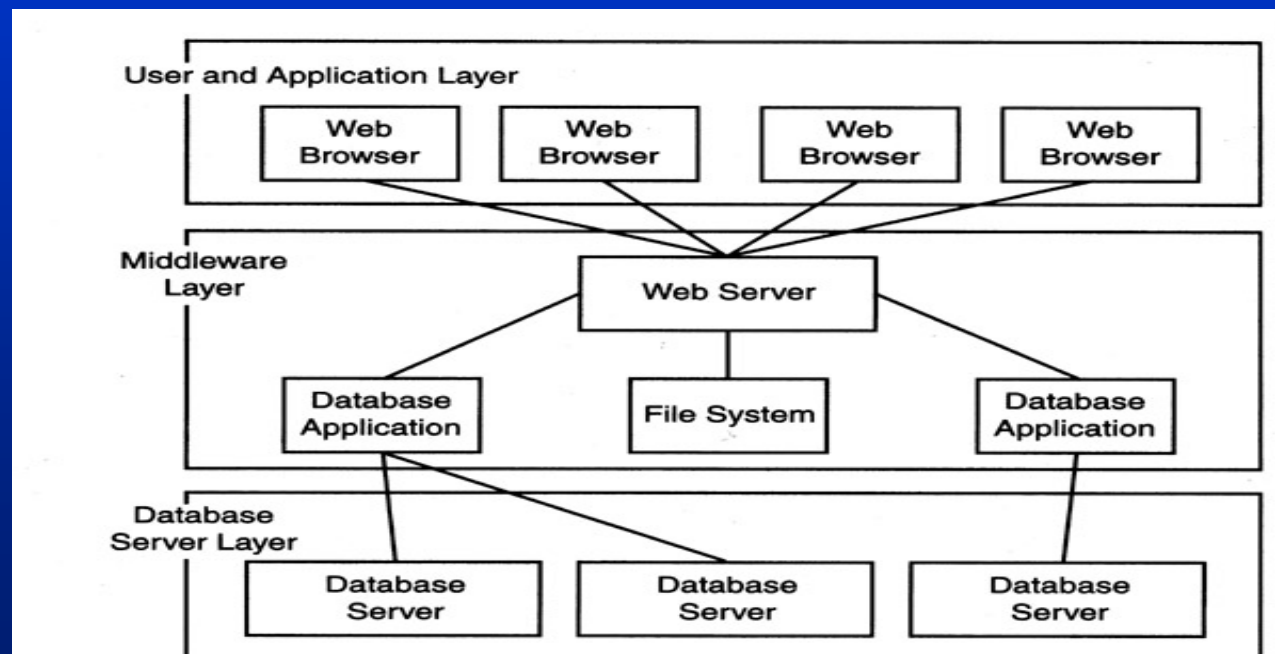 User and Application Layer
Web
Browser
Web
Browser
Web
Browser
Web
Browser
Middleware
Layer
Web Server
Database
Application
File System
Database
Application
Database
Server Layer
Database
Server
Database
Server
Database
Server